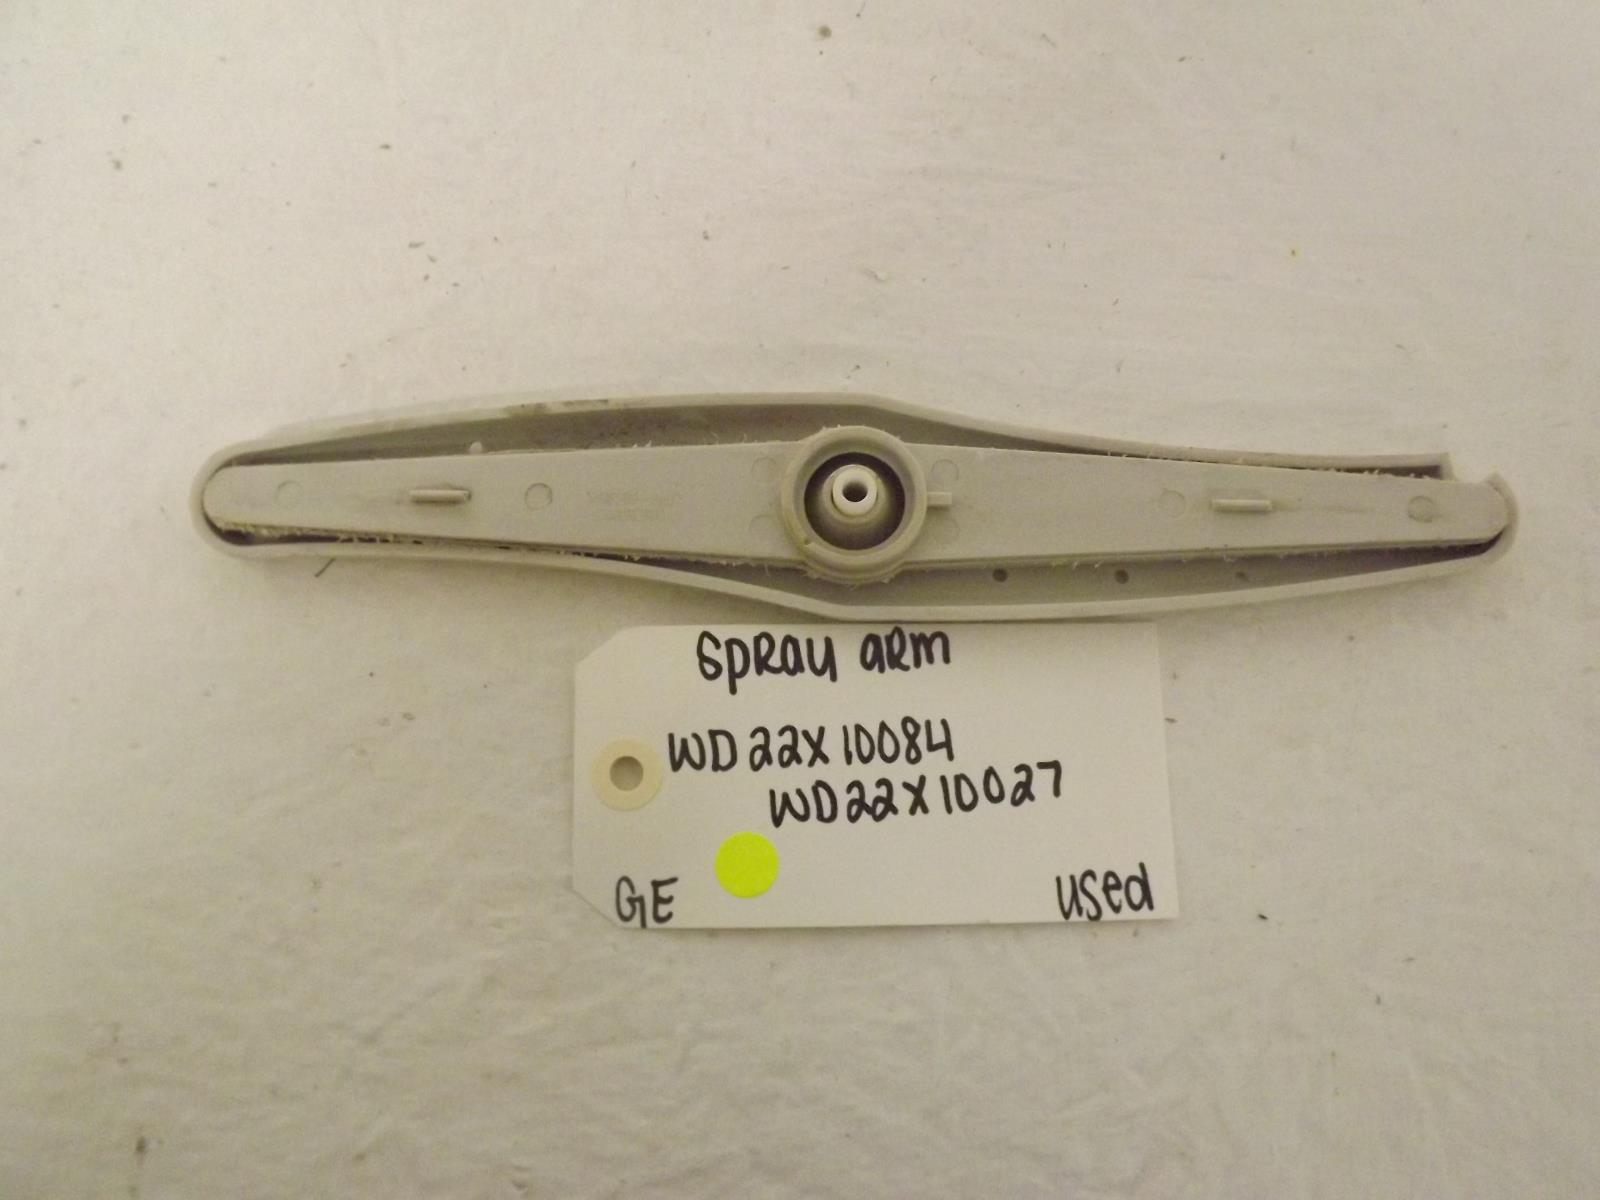 SPRAY ARM
WD22X10084
WD22X10027
GE
used